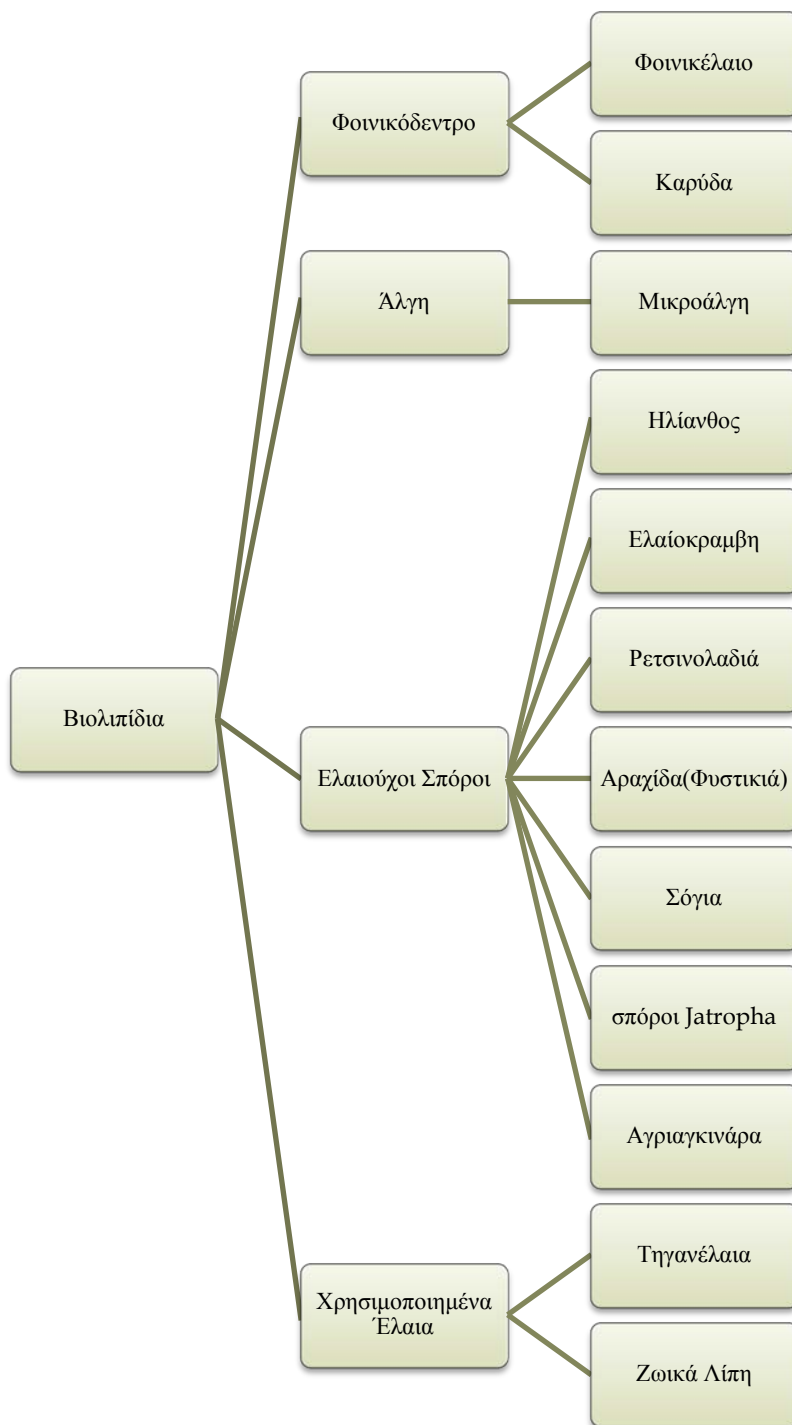 Βιολιπίδια
Φοινικόδεντρο
Φοινικέλαιο
Καρύδα
Άλγη
Μικροάλγη
Ελαιούχοι Σπόροι
Ηλίανθος
Ελαίοκραμβη
Ρετσινολαδιά
Αραχίδα(Φυστικιά)
Σόγια
σπόροι Jatropha
Αγριαγκινάρα
Χρησιμοποιημένα
Έλαια
Τηγανέλαια
Ζωικά Λίπη